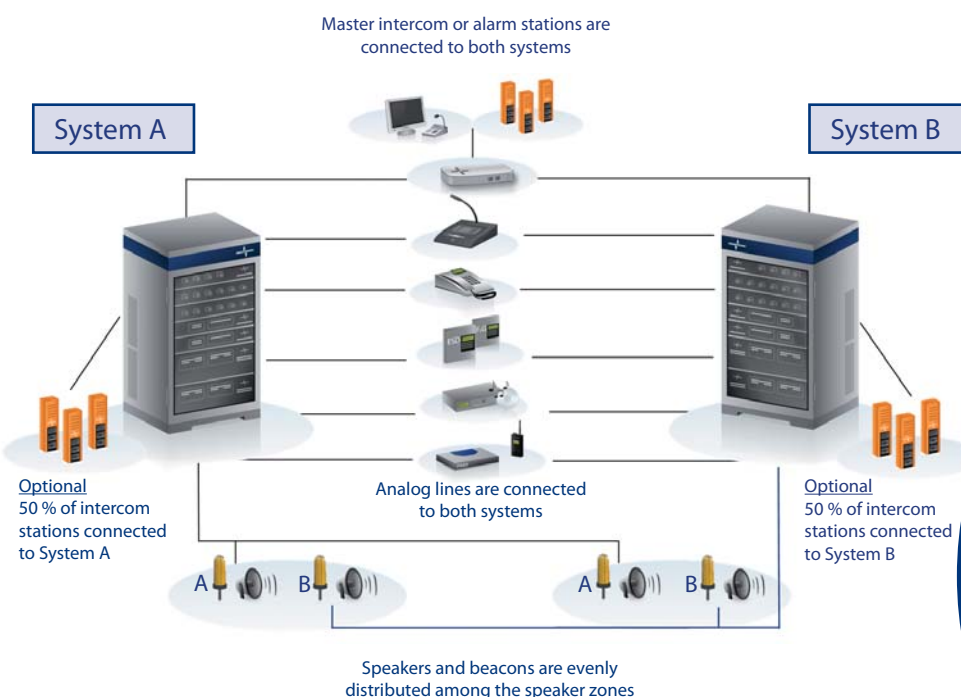 Master intercom or alarm stations are
connected to both systems
System A
System B
ESD
Optional
50 % of intercom
stations connected
to System A
Analog lines are connected
to both systems
Optional
50 % of intercom
stations connected
to System B
A
B
A
B
Speakers and beacons are evenly
distributed among the speaker zones